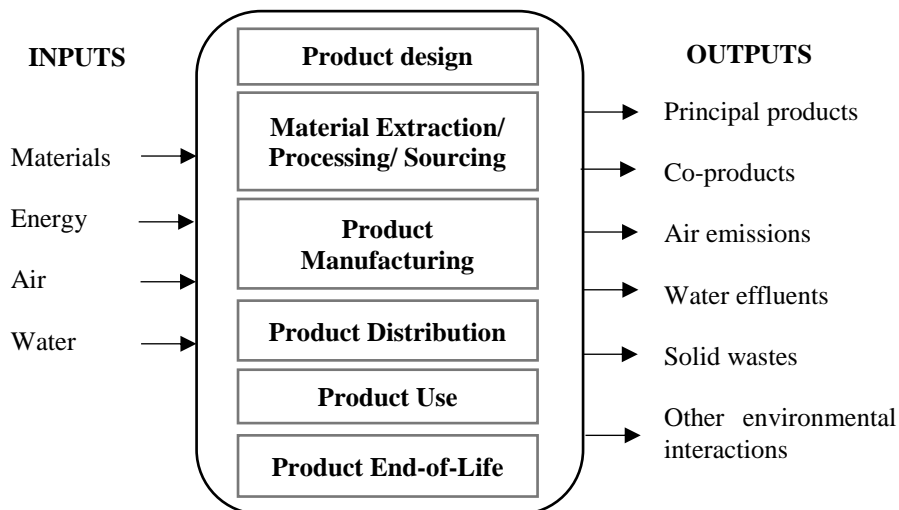 INPUTS
Materials
Energy
Air
Water
Product design
Material Extraction/
Processing/ Sourcing
Product
Manufacturing
Product Distribution
Product Use
Product End-of-Life
OUTPUTS
Principal products
Co-products
Air emissions
Water effluents
Solid wastes
Other environmental
interactions